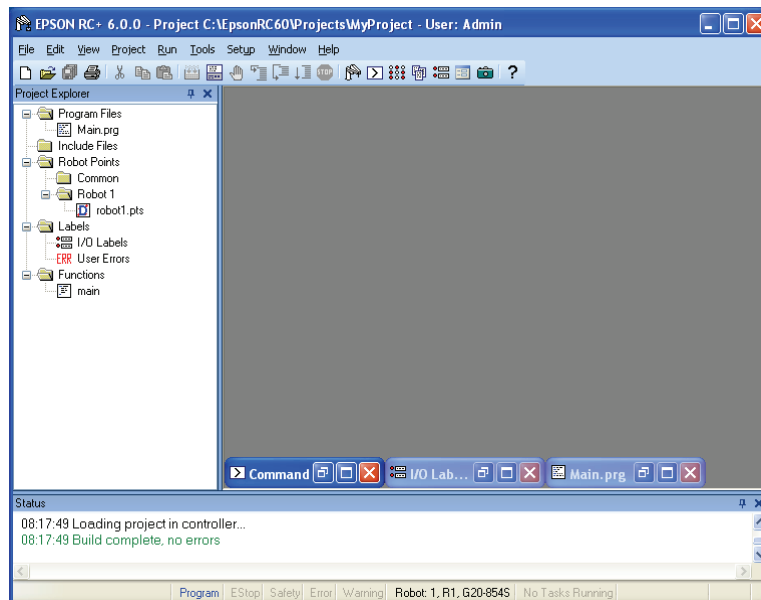 EPSON RC+ 6.0.0 - Project C:\EpsonRC60\Projects\MyProject - User: Admin
File Edit View Project Run Tools Setup Window Help
Project Explorer
Program Files
Main.prg
Include Files
Robot Points
Common
Robot 1
robot1.pts
Labels
I/O Labels
ERR User Errors
Functions
main
Command
I/O Lab...
Main.prg
Status
08:17:49 Loading project in controller...
08:17:49 Build complete, no errors
Program EStop Safety Error Warning Robot: 1, R1, G20-854S No Tasks Running